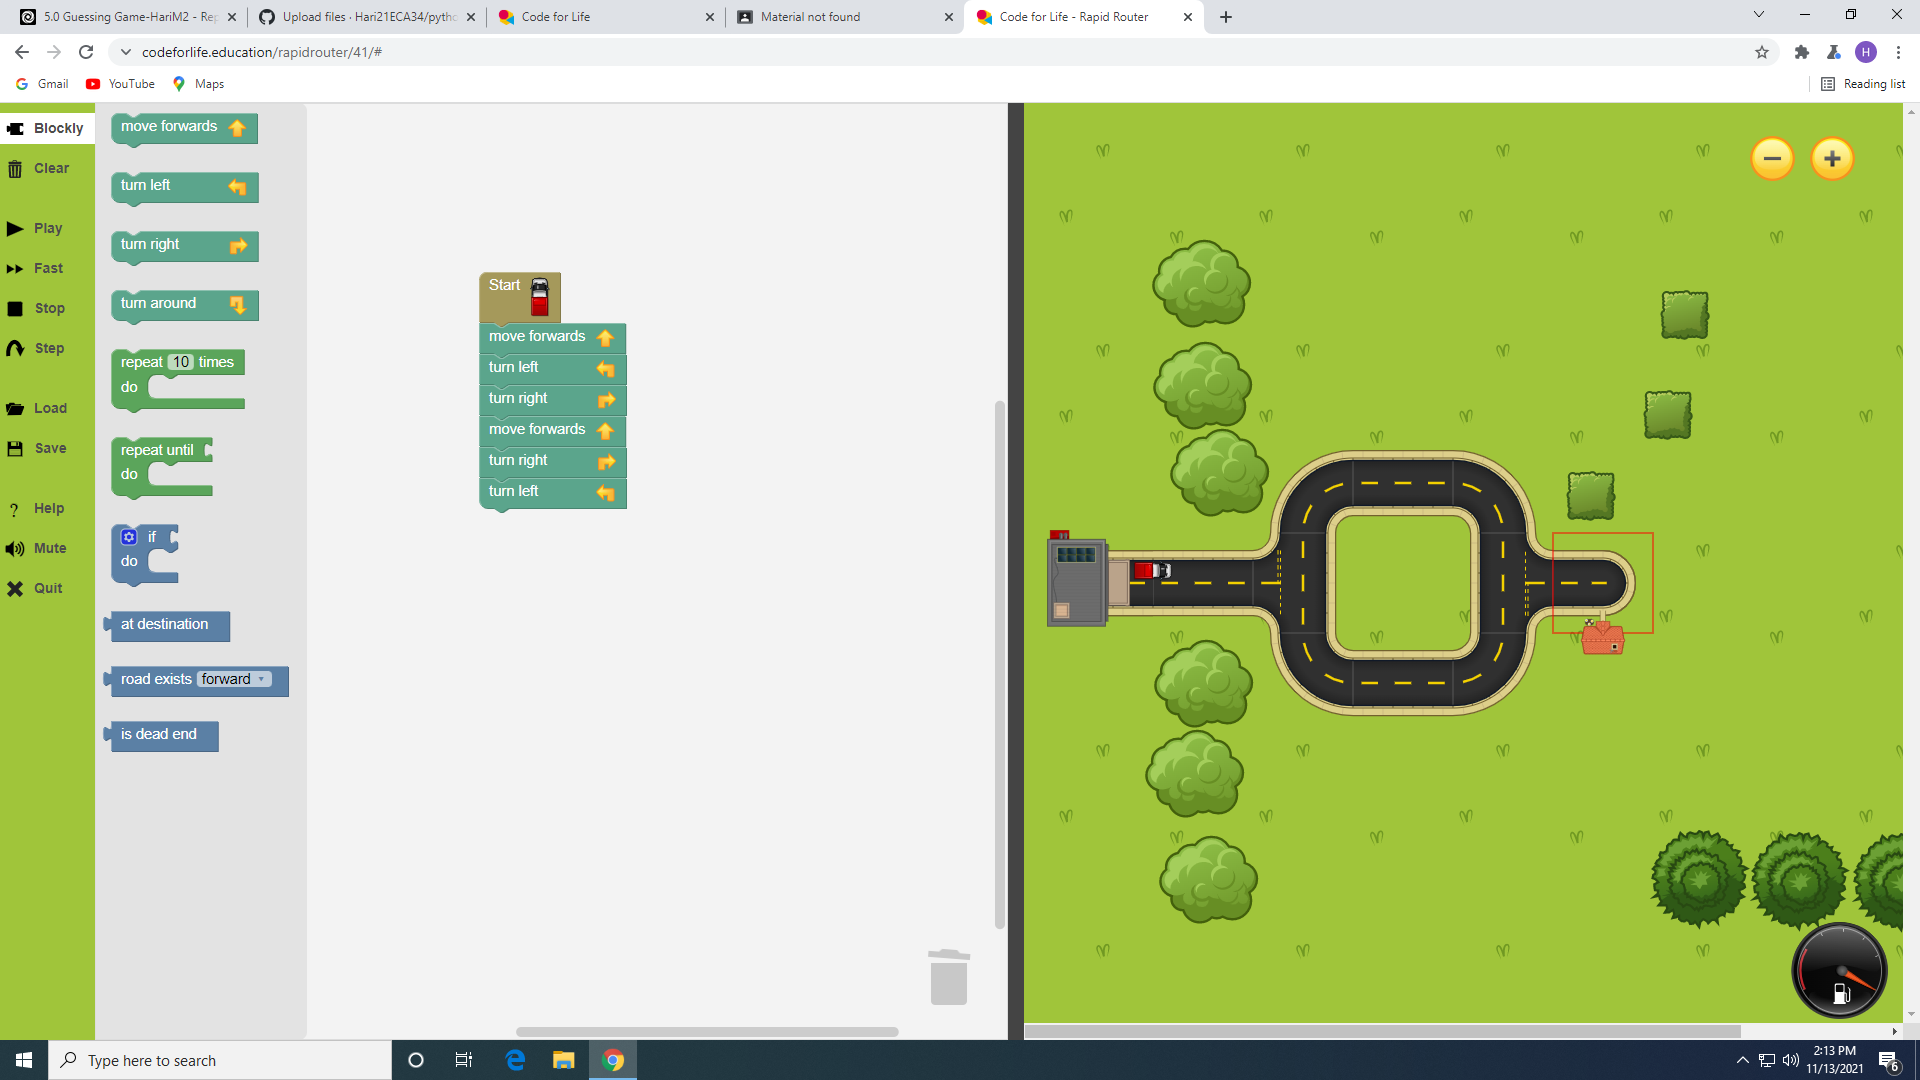 5.0 Guessing Game-HariM2 - Rep
Upload files · Hari21ECA34/pytho
Code for Life
Material not found
Code for Life - Rapid Router
codeforlife.education/rapidrouter/41/#
H
Gmail
YouTube
Maps
Reading list
Blockly
Clear
Play
Fast
Stop
Step
Load
Save
Help
Mute
Quit
move forwards
turn left
turn right
turn around
repeat 10 times
do
repeat until
do
if
do
at destination
road exists forward
is dead end
Start
move forwards
turn left
turn right
move forwards
turn right
turn left
Type here to search
2:13 PM
11/13/2021
6